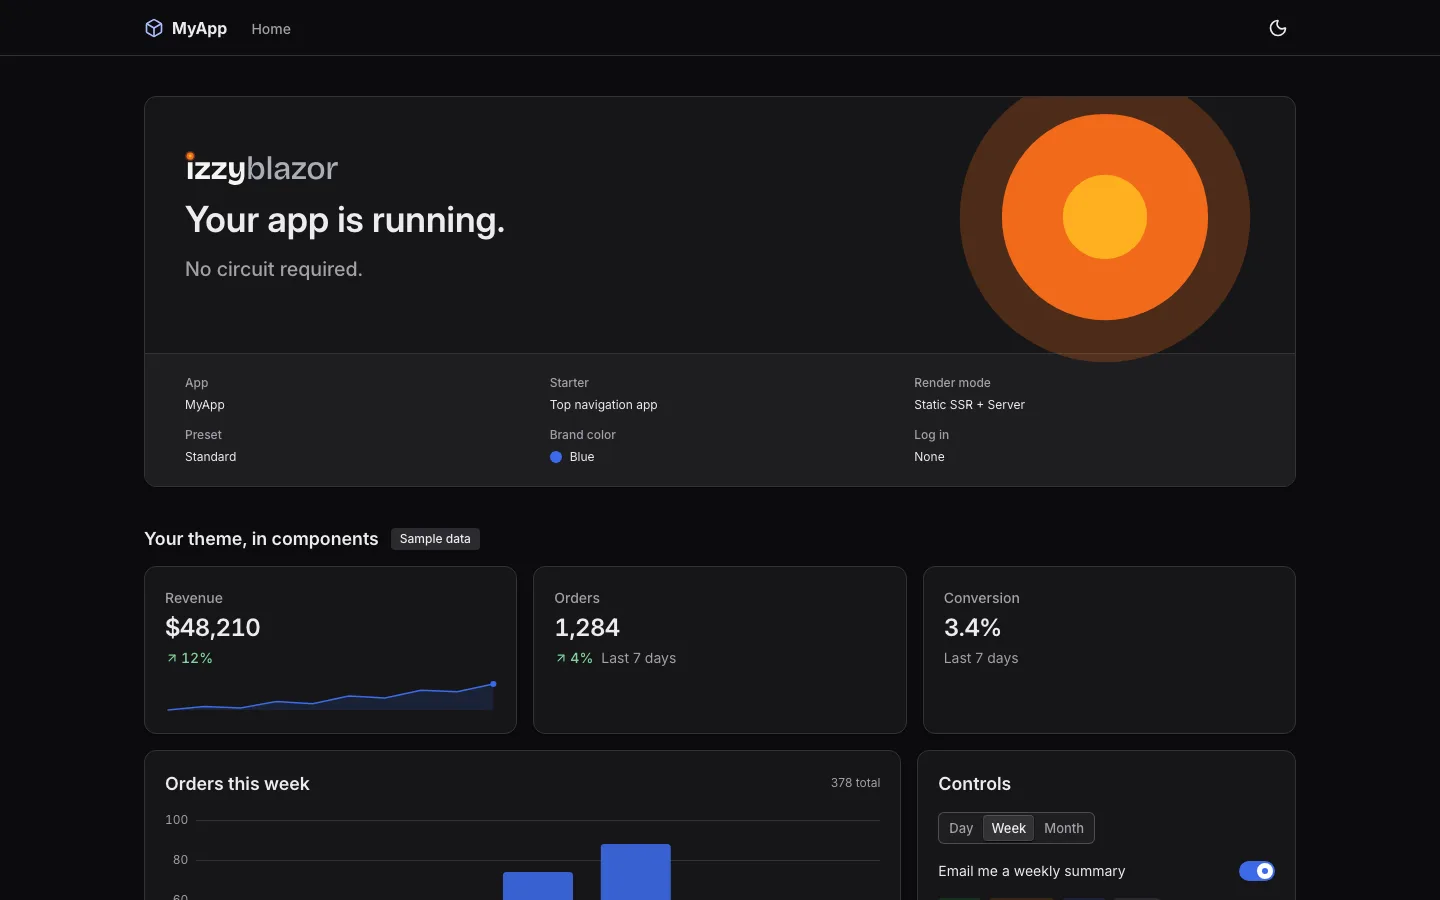 MyApp Home
izzyblazor
Your app is running.
No circuit required.
App Starter Render mode
MyApp Top navigation app Static SSR + Server
Preset Brand color Log in
Standard Blue None
Your theme, in components Sample data
Revenue
$48,210
12%
Orders
1,284
4% Last 7 days
Conversion
3.4%
Last 7 days
Orders this week 378 total
100
80
60
Controls
Day Week Month
Email me a weekly summary